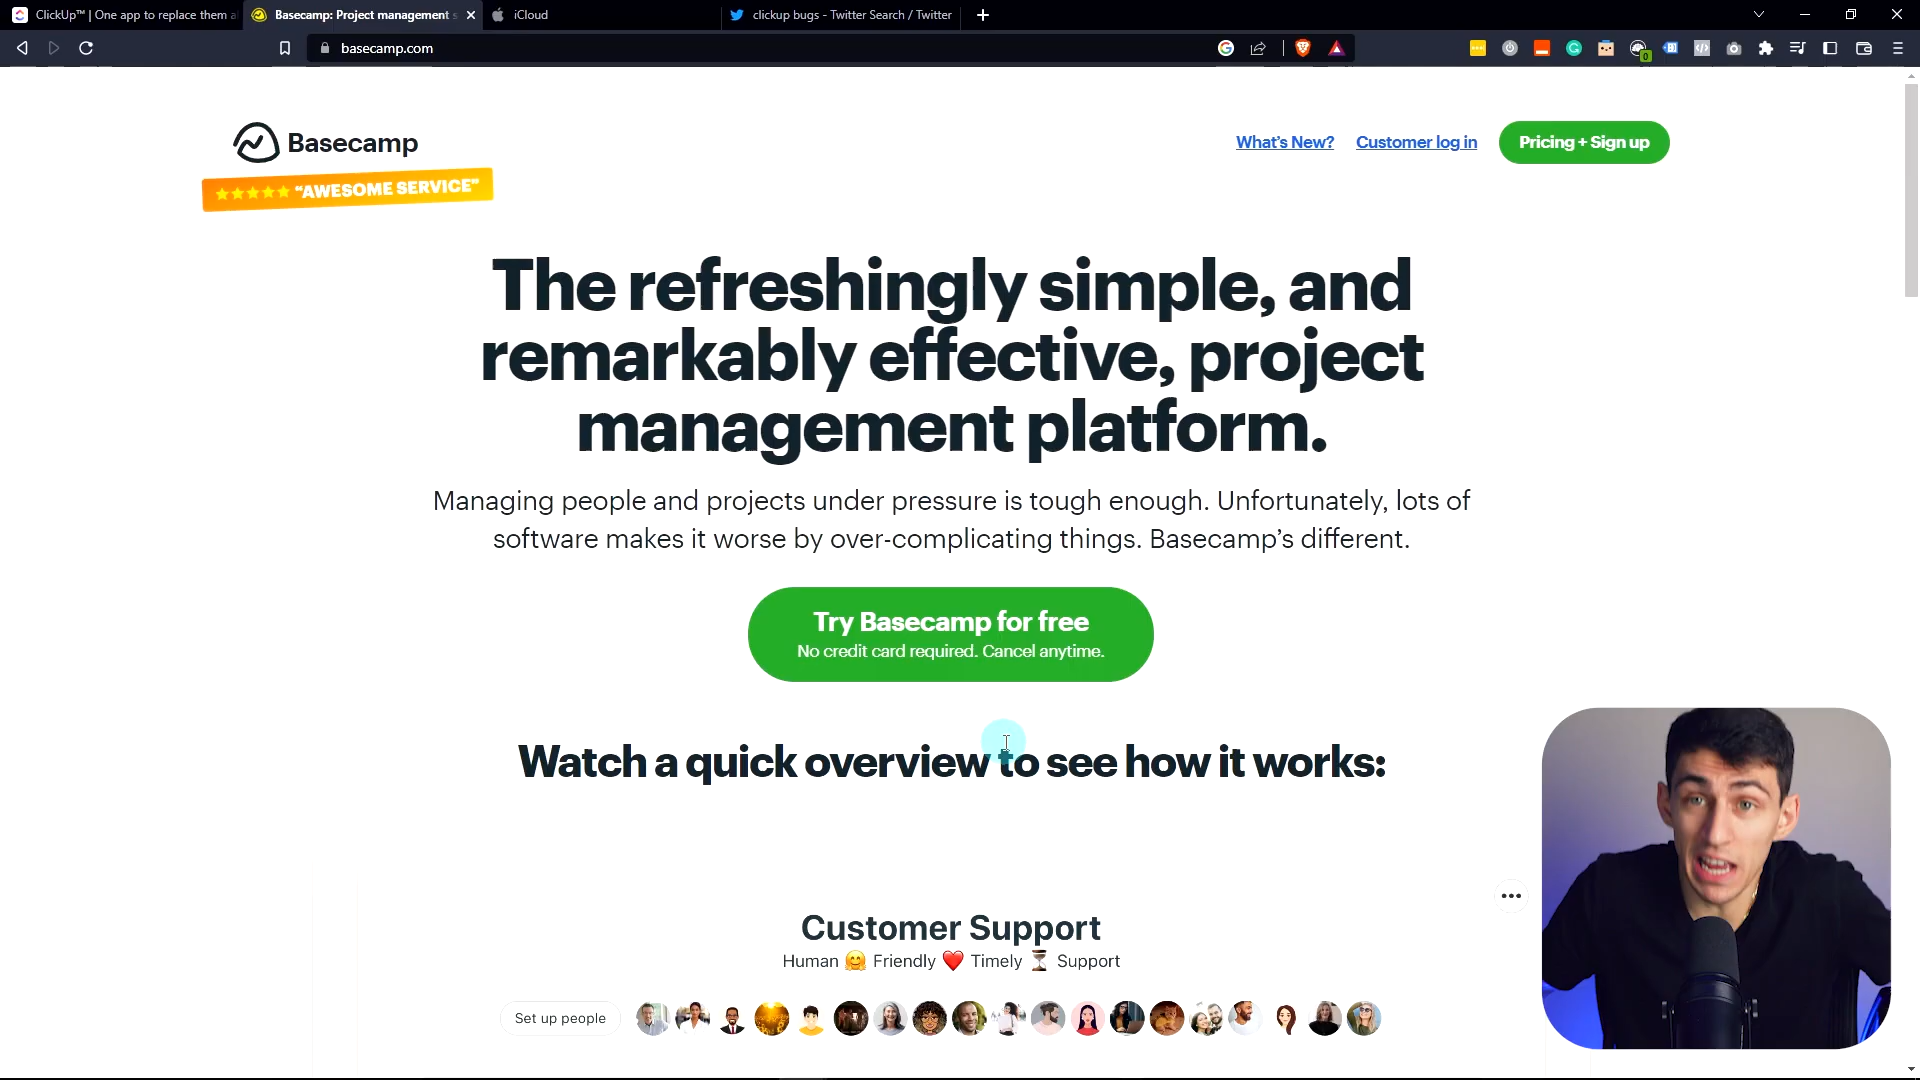 ClickUp™ | One app to replace them a
Basecamp: Project management s
iCloud
clickup bugs - Twitter Search / Twitter
basecamp.com
0
Basecamp
"AWESOME SERVICE"
What's New?
Customer log in
Pricing + Sign up
The refreshingly simple, and
remarkably effective, project
management platform.
Managing people and projects under pressure is tough enough. Unfortunately, lots of
software makes it worse by over-complicating things. Basecamp's different.
Try Basecamp for free
No credit card required. Cancel anytime.
Watch a quick overview to see how it works:
Customer Support
Human 🤗 Friendly ❤️ Timely ⏳ Support
Set up people